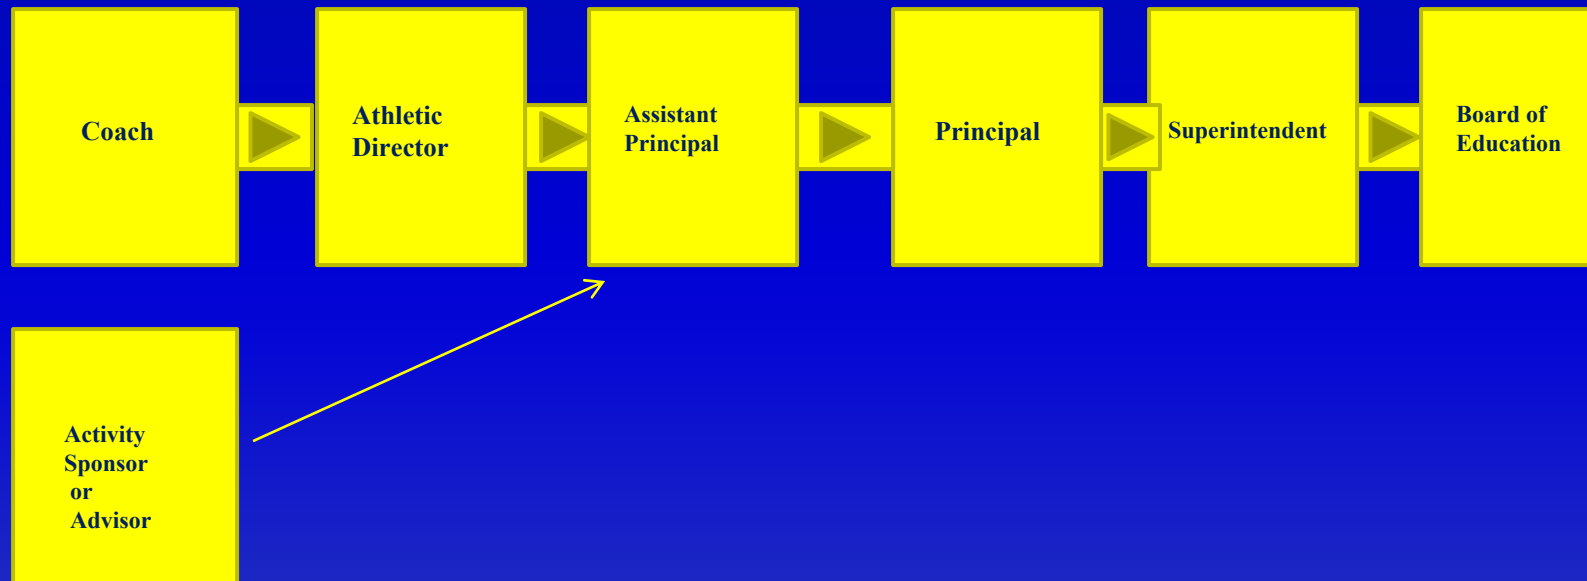 Coach
Athletic
Director
Assistant
Principal
Principal
Superintendent
Board of
Education
Activity
Sponsor
or
Advisor